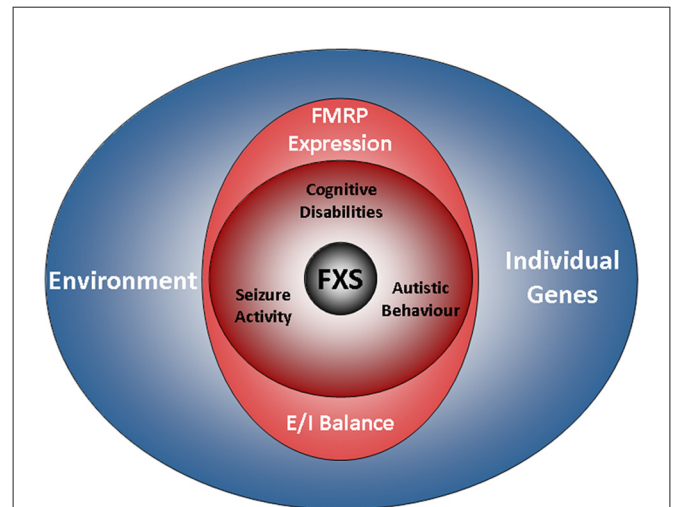 FMRP
Expression
Cognitive
Disabilities
Environment
FXS
Individual
Genes
Seizure
Activity
Autistic
Behaviour
E/I Balance